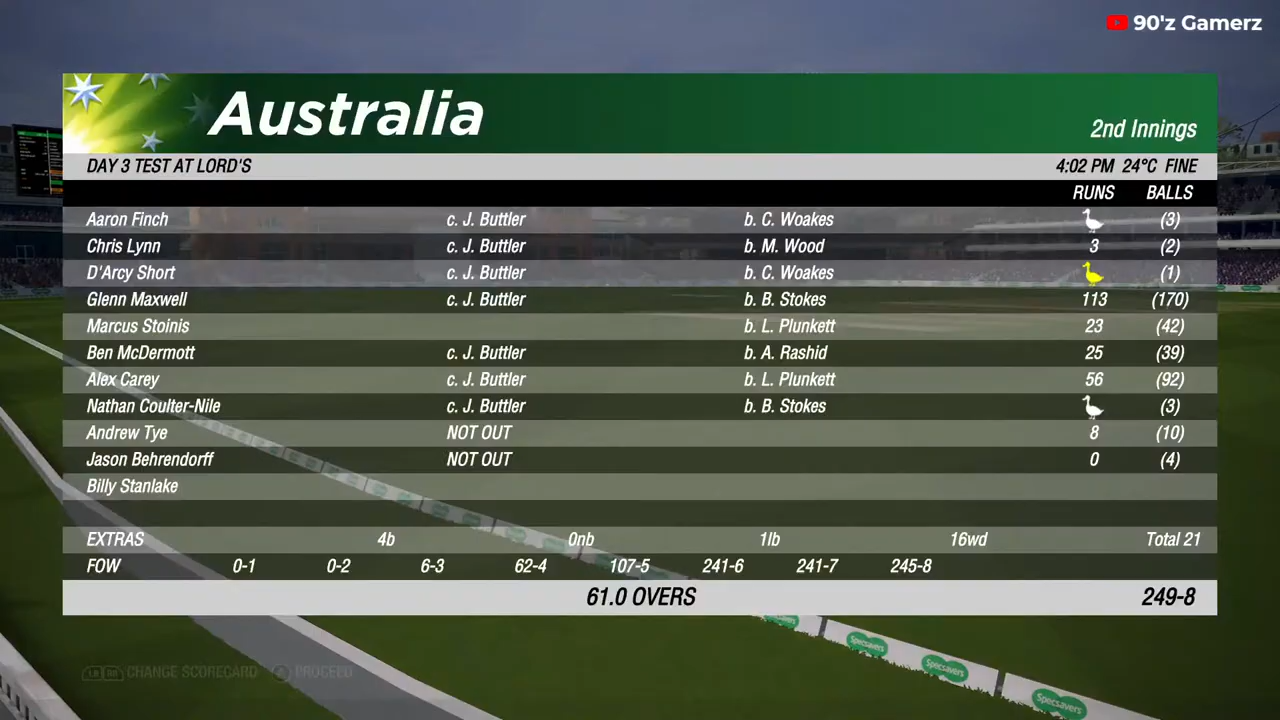 90'z Gamerz
Australia
2nd Innings
DAY 3 TEST AT LORD'S 4:02 PM 24°C FINE
RUNS BALLS
Aaron Finch c. J. Buttler b. C. Woakes (3)
Chris Lynn c. J. Buttler b. M. Wood 3 (2)
D'Arcy Short c. J. Buttler b. C. Woakes (1)
Glenn Maxwell c. J. Buttler b. B. Stokes 113 (170)
Marcus Stoinis b. L. Plunkett 23 (42)
Ben McDermott c. J. Buttler b. A. Rashid 25 (39)
Alex Carey c. J. Buttler b. L. Plunkett 56 (92)
Nathan Coulter-Nile c. J. Buttler b. B. Stokes (3)
Andrew Tye NOT OUT 8 (10)
Jason Behrendorff NOT OUT 0 (4)
Billy Stanlake
EXTRAS 4b 0nb 1lb 16wd Total 21
FOW 0-1 0-2 6-3 62-4 107-5 241-6 241-7 245-8
61.0 OVERS 249-8
Specsavers
Specsavers
Specsavers
Specsavers
CHANGE SCORECARD PROCEED